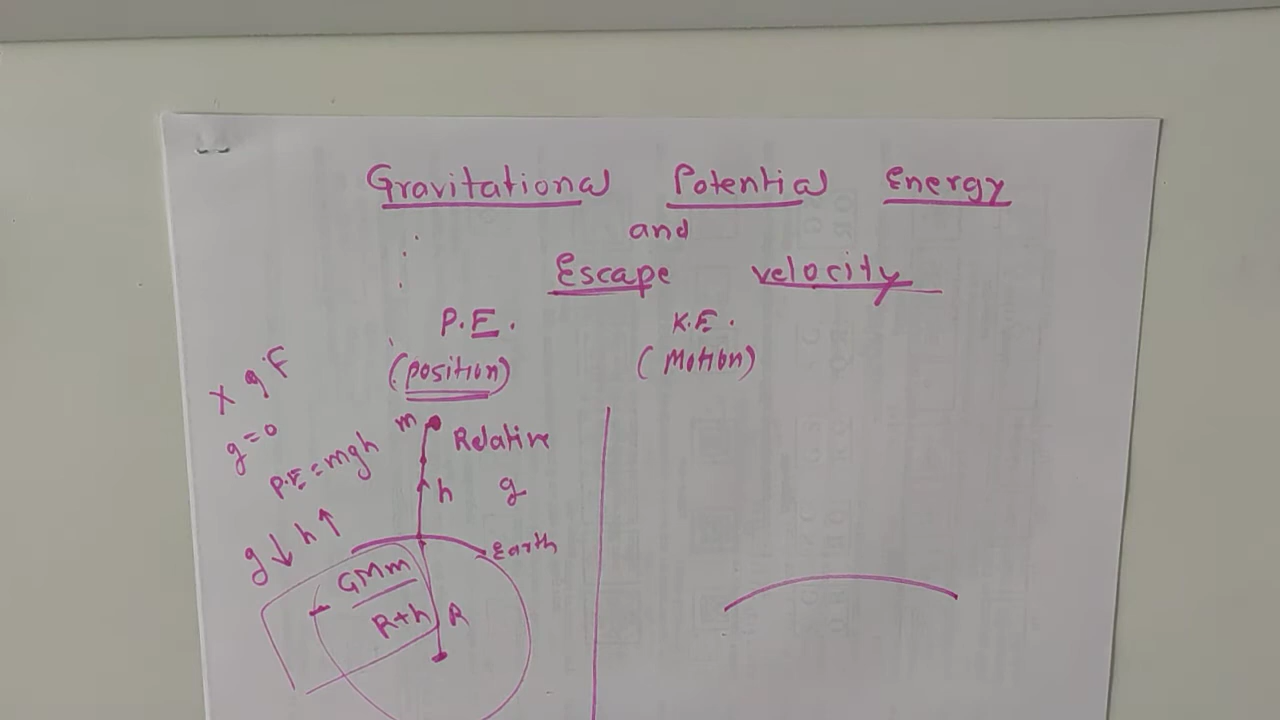 Gravitational Potential Energy
and
Escape velocity
P.E. K.E.
(position) (Motion)
x g F
g=0
P.E=mgh
g↓ h↑
m
Relative
h g
Earth
- GMm
R+h
R